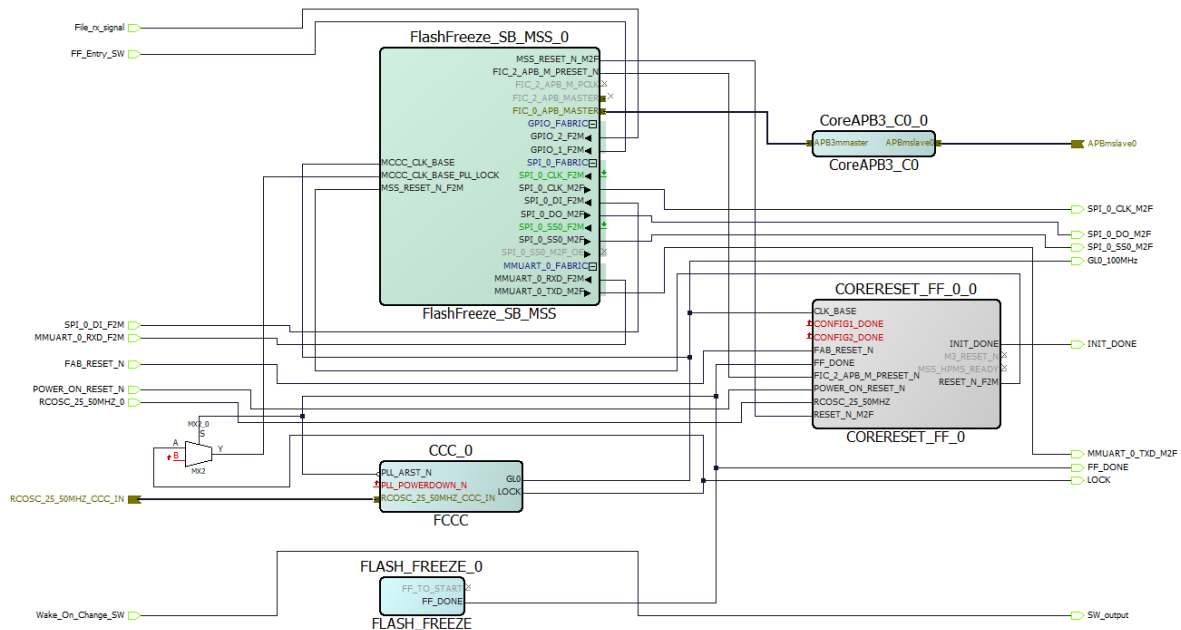 File_rx_signal
FF_Entry_SW
FlashFreeze_SB_MSS_0
MSS_RESET_N_M2F
FIC_2_APB_M_PRESET_N
FIC_2_APB_M_PCLK
FIC_2_APB_MASTER
FIC_0_APB_MASTER
GPIO_FABRIC
GPIO_2_F2M
GPIO_1_F2M
MCCC_CLK_BASE
SPI_0_FABRIC
MCCC_CLK_BASE_PLL_LOCK
SPI_0_CLK_F2M
MSS_RESET_N_F2M
SPI_0_CLK_M2F
SPI_0_DI_F2M
SPI_0_DO_M2F
SPI_0_SS0_F2M
SPI_0_SS0_M2F
SPI_0_SS0_M2F_OE
MMUART_0_FABRIC
MMUART_0_RXD_F2M
MMUART_0_TXD_M2F
FlashFreeze_SB_MSS
CoreAPB3_C0_0
APB3mmaster APBmslave0
CoreAPB3_C0
APBmslave0
SPI_0_CLK_M2F
SPI_0_DO_M2F
SPI_0_SS0_M2F
GL0_100MHz
SPI_0_DI_F2M
MMUART_0_RXD_F2M
FAB_RESET_N
POWER_ON_RESET_N
RCOSC_25_50MHZ_0
CORERESET_FF_0_0
CLK_BASE
CONFIG1_DONE
CONFIG2_DONE
FAB_RESET_N
INIT_DONE
FF_DONE
M3_RESET_N
FIC_2_APB_M_PRESET_N
MSS_HPMS_READY
POWER_ON_RESET_N
RESET_N_F2M
RCOSC_25_50MHZ
RESET_N_M2F
CORERESET_FF_0
INIT_DONE
MX2_0
S
A
B
Y
MX2
CCC_0
PLL_ARST_N
PLL_POWERDOWN_N
RCOSC_25_50MHZ_CCC_IN
GL0
LOCK
FCCC
RCOSC_25_50MHZ_CCC_IN
MMUART_0_TXD_M2F
FF_DONE
LOCK
FLASH_FREEZE_0
FF_TO_START
FF_DONE
FLASH_FREEZE
Wake_On_Change_SW
SW_output